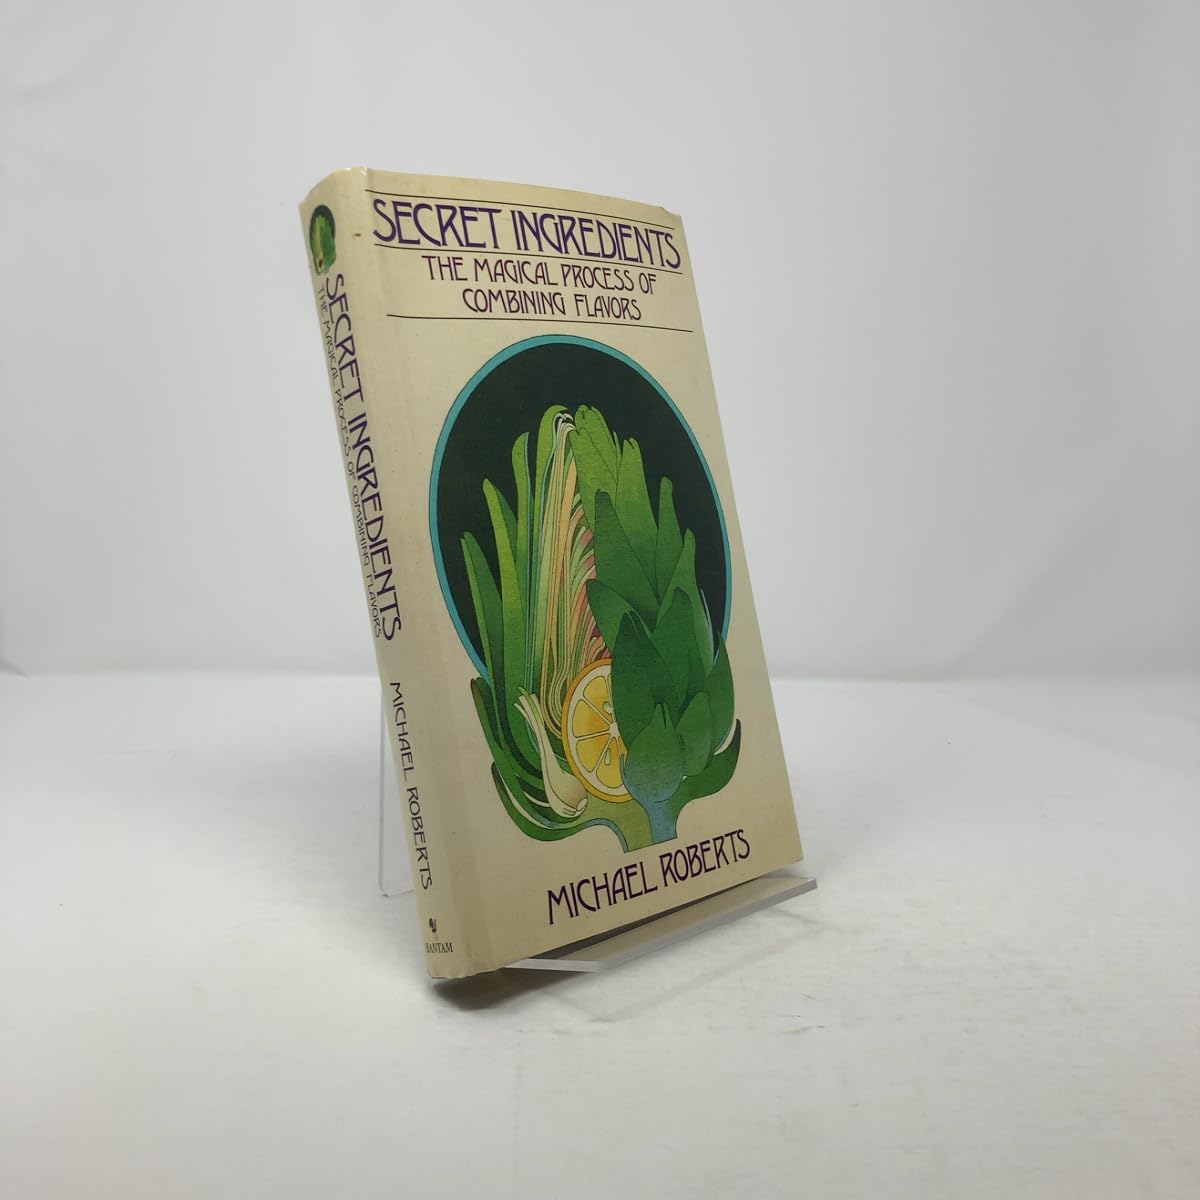 SECRET INGREDIENTS
THE MAGICAL PROCESS OF
COMBINING FLAVORS
MICHAEL ROBERTS
SECRET INGREDIENTS
THE MAGICAL PROCESS OF COMBINING FLAVORS
MICHAEL ROBERTS
BANTAM